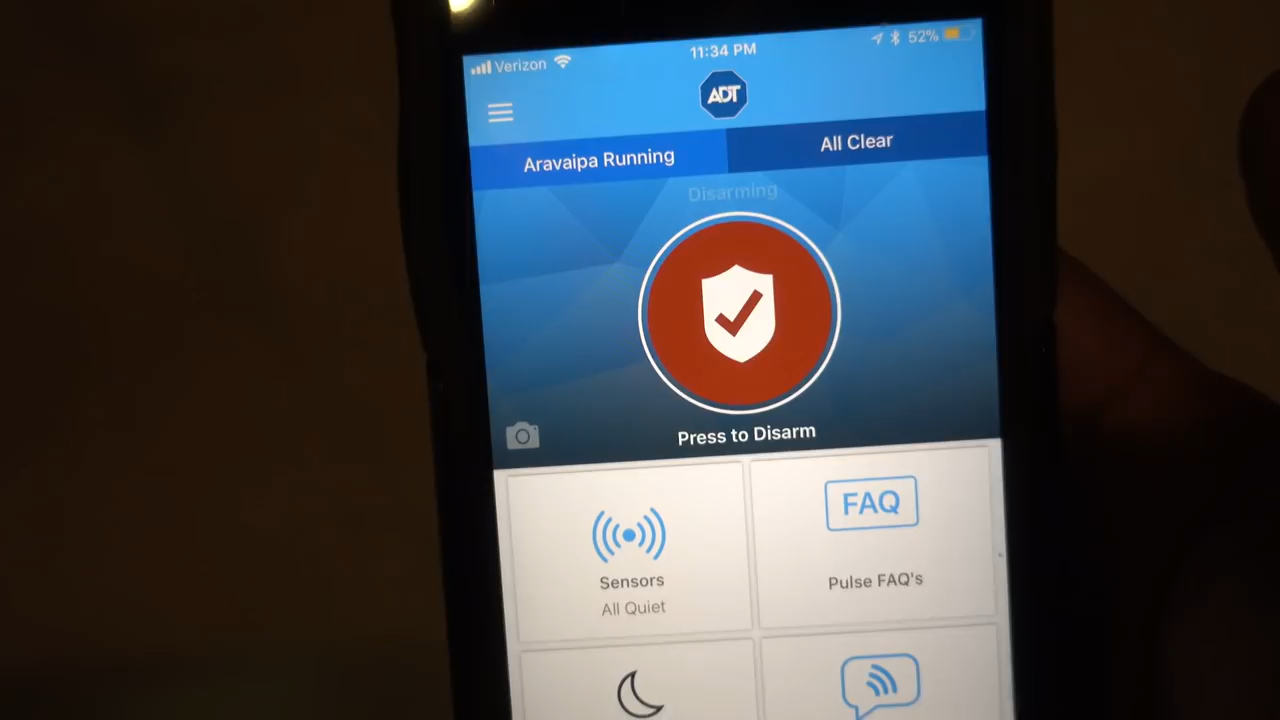 Verizon
11:34 PM
52%
ADT
Aravaipa Running
All Clear
Disarming
Press to Disarm
Sensors
All Quiet
FAQ
Pulse FAQ's